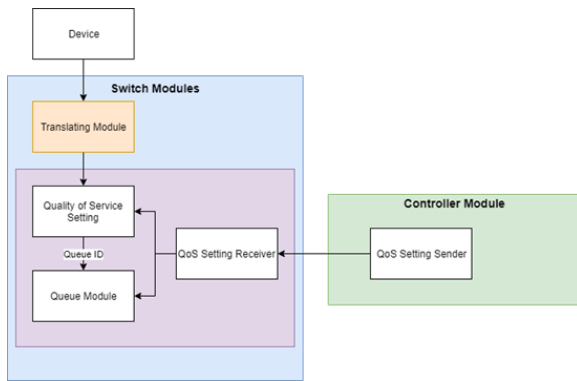 Device
Switch Modules
Translating Module
Quality of Service
Setting
Controller Module
QoS Setting Receiver
QoS Setting Sender
Queue ID
Queue Module